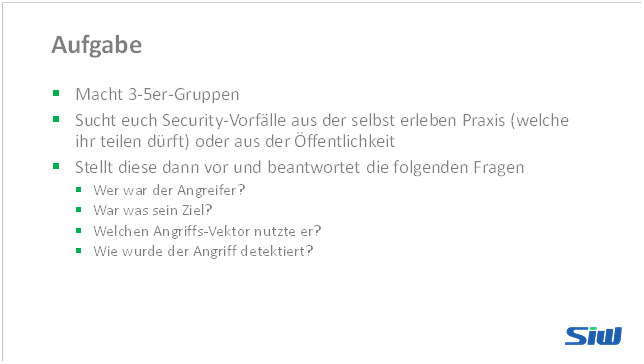 Aufgabe
Macht 3-5er-Gruppen
Sucht euch Security-Vorfälle aus der selbst erleben Praxis (welche
ihr teilen dürft) oder aus der Öffentlichkeit
Stellt diese dann vor und beantwortet die folgenden Fragen
Wer war der Angreifer?
War was sein Ziel?
Welchen Angriffs-Vektor nutzte er?
Wie wurde der Angriff detektiert?
SIW